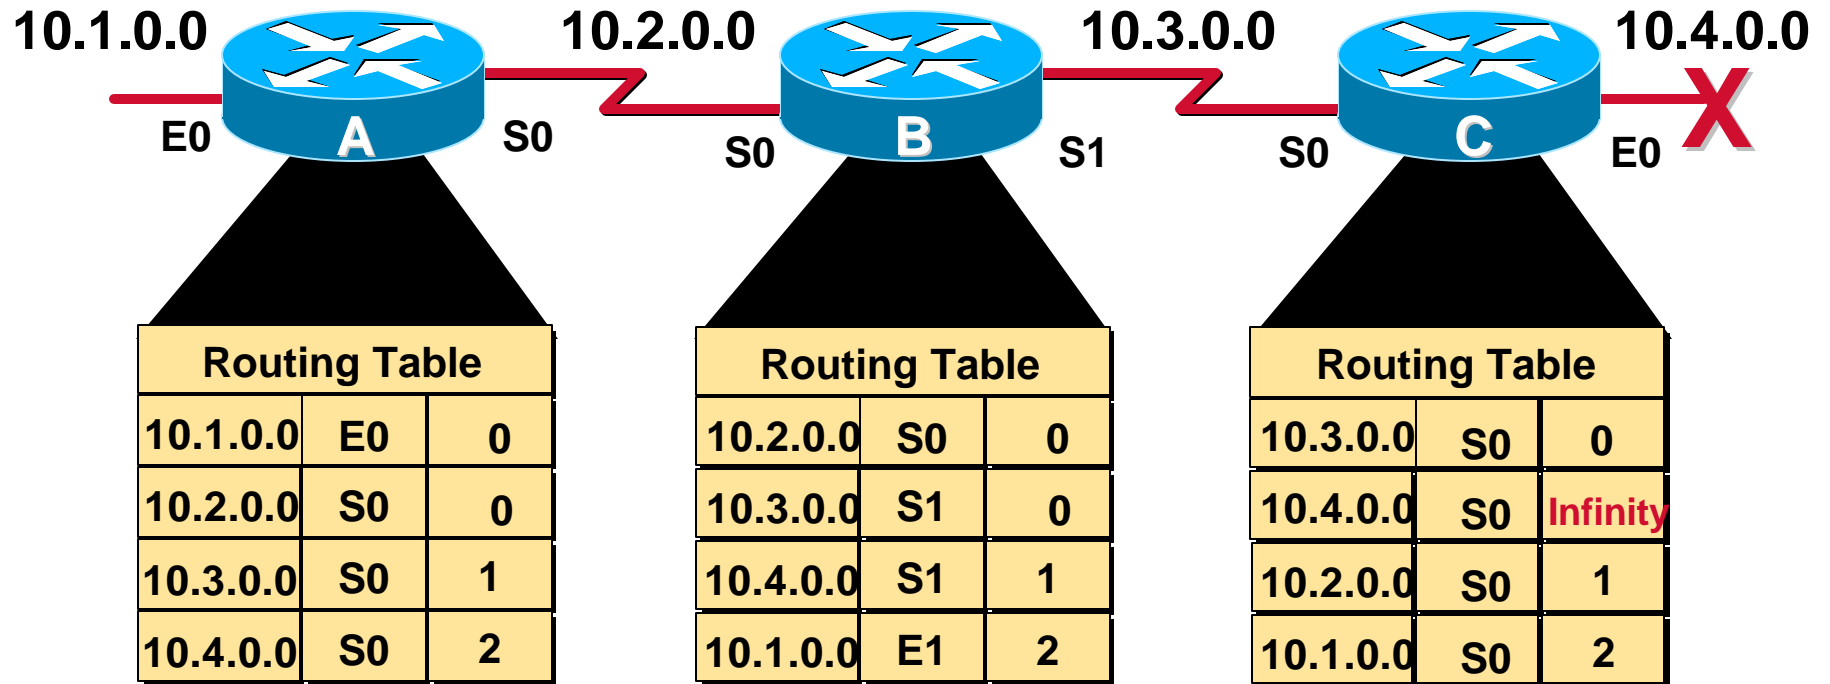 10.1.0.0 10.2.0.0 10.3.0.0 10.4.0.0
A B C X
E0 S0 S0 S1 S0 E0
Routing Table
10.1.0.0 E0 0
10.2.0.0 S0 0
10.3.0.0 S0 1
10.4.0.0 S0 2
Routing Table
10.2.0.0 S0 0
10.3.0.0 S1 0
10.4.0.0 S1 1
10.1.0.0 E1 2
Routing Table
10.3.0.0 S0 0
10.4.0.0 S0 Infinity
10.2.0.0 S0 1
10.1.0.0 S0 2